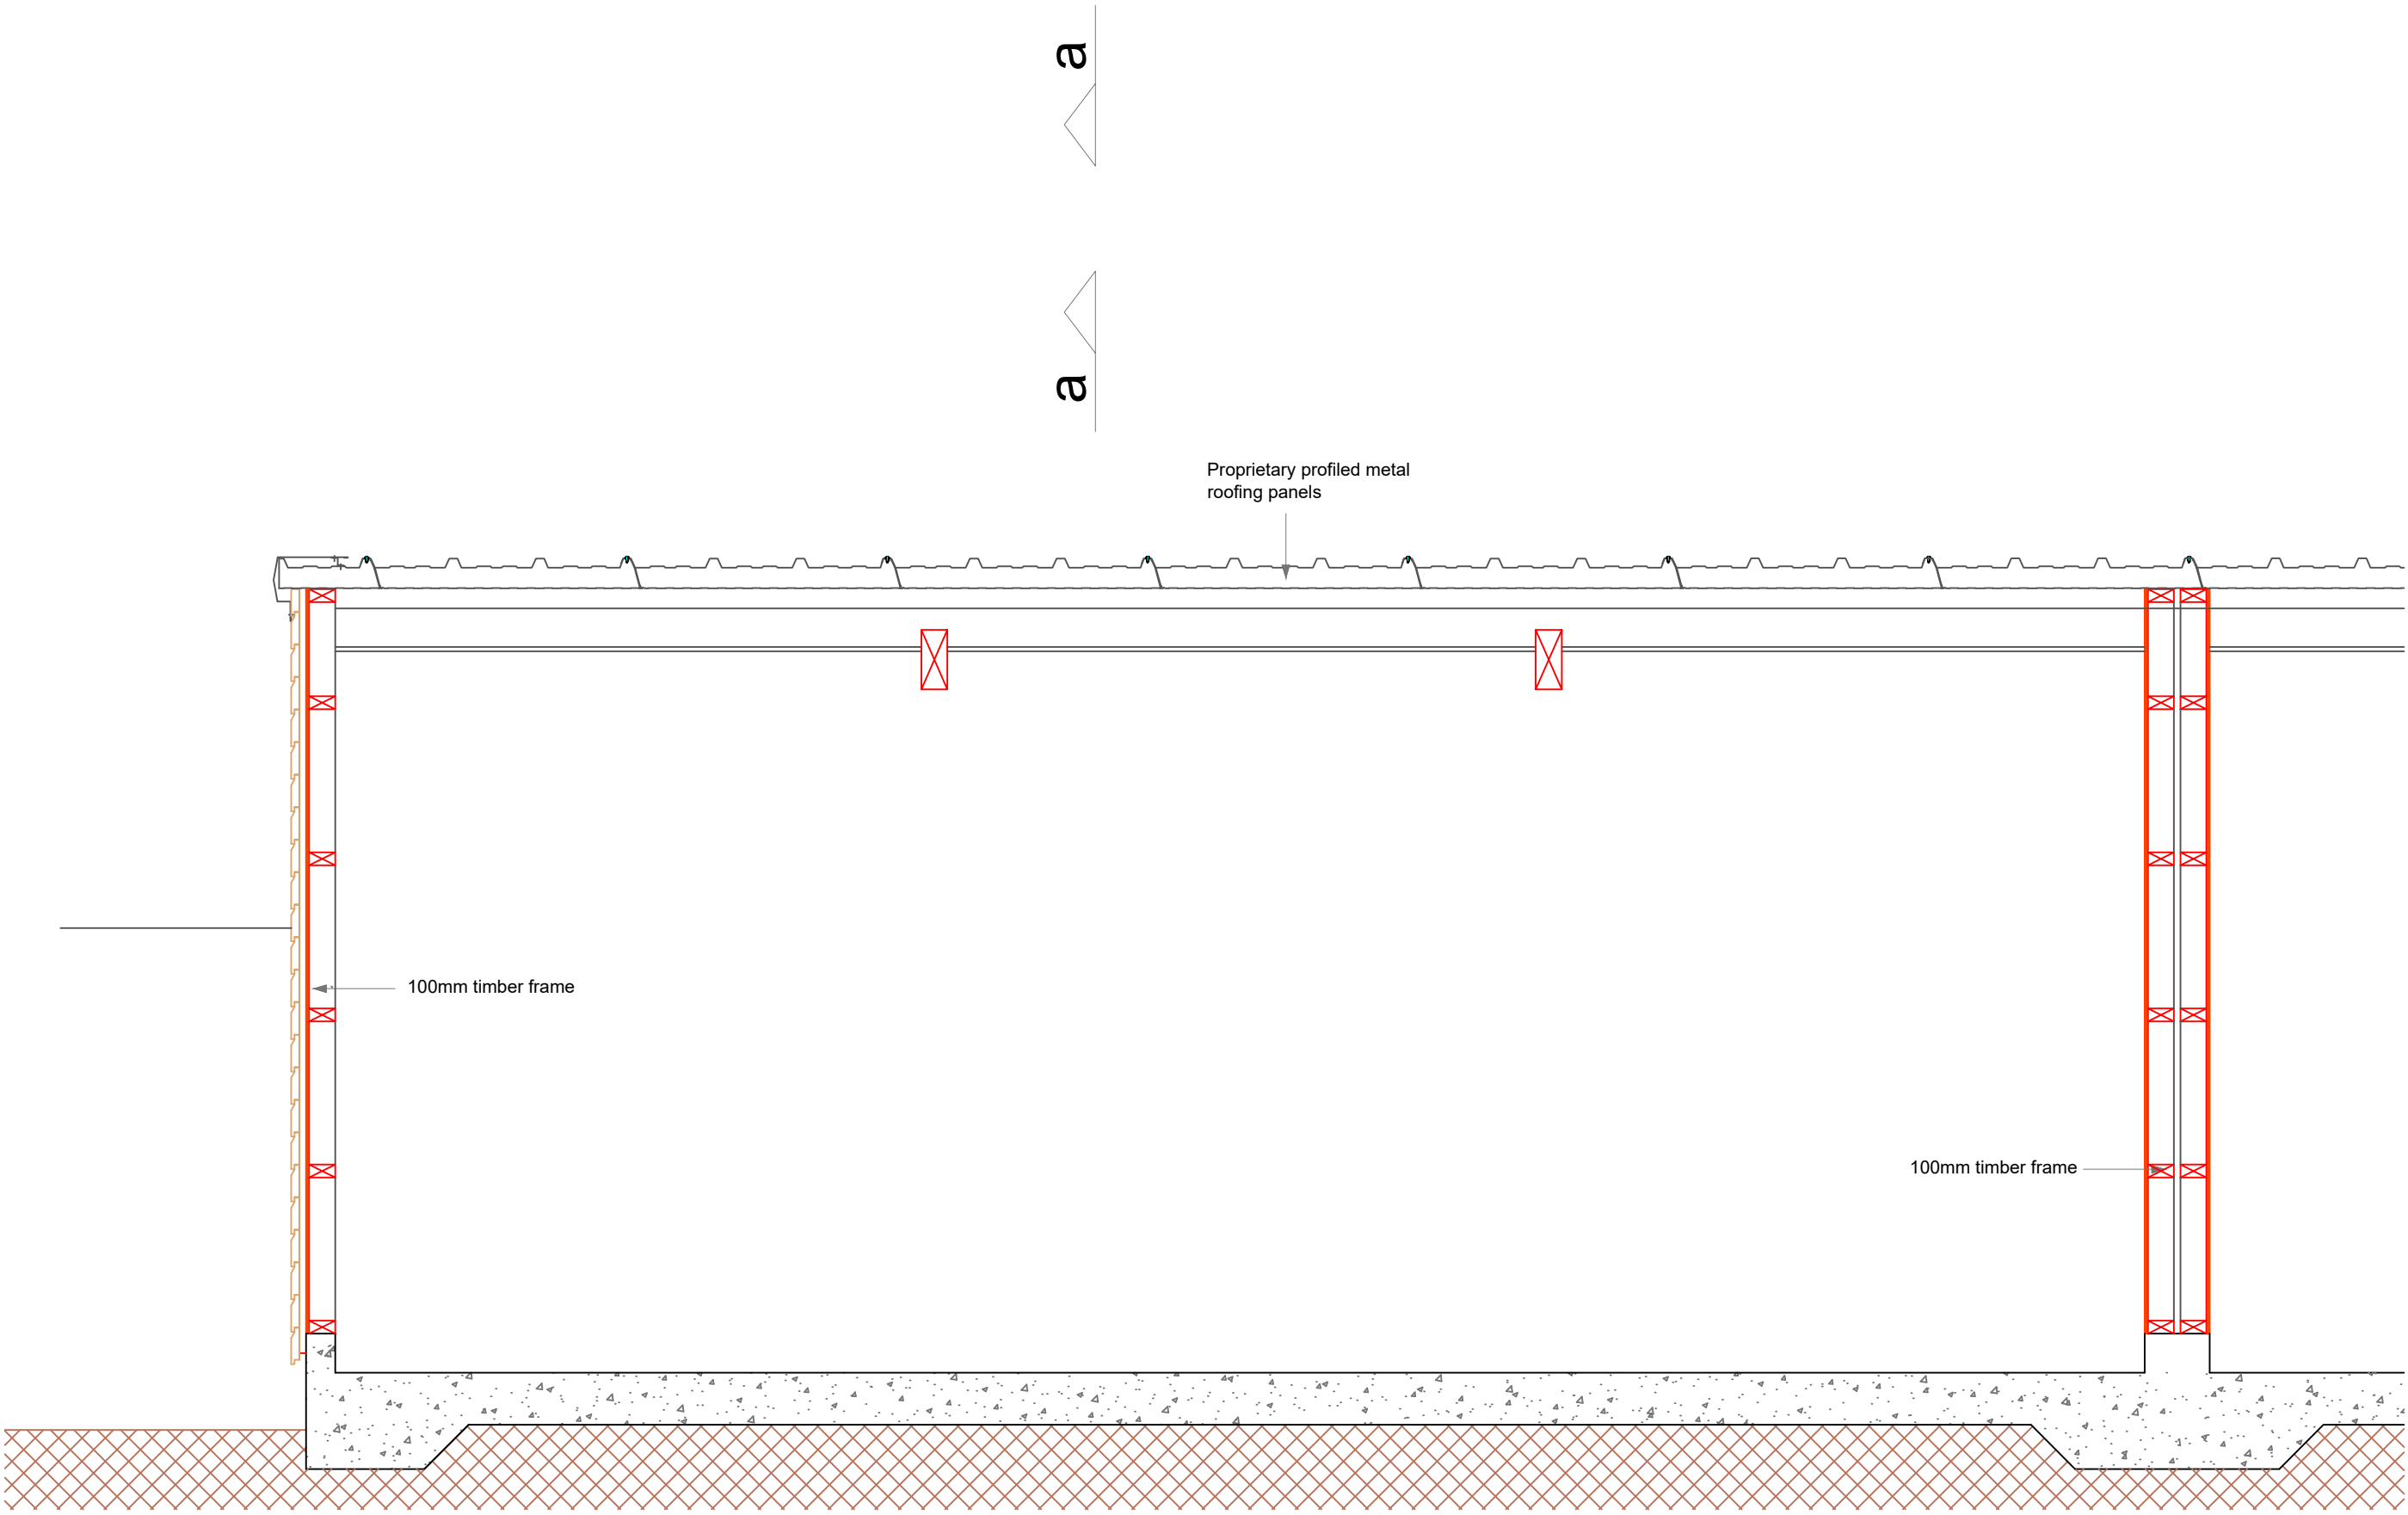 a
a
Proprietary profiled metal
roofing panels
100mm timber frame
100mm timber frame